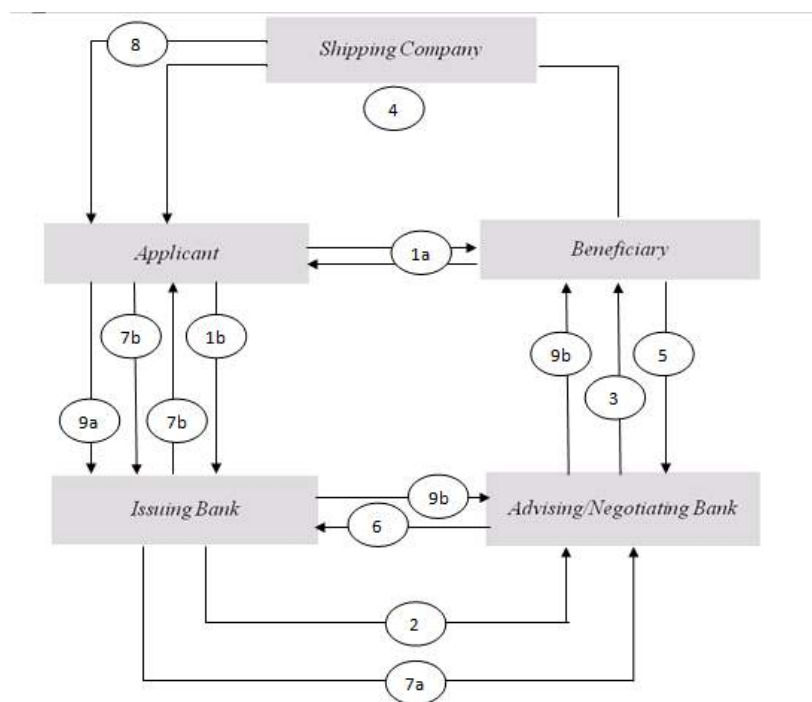 8
Shipping Company
4
Applicant
1a
Beneficiary
7b
1b
9b
5
3
9a
7b
Issuing Bank
9b
Advising/Negotiating Bank
6
2
7a